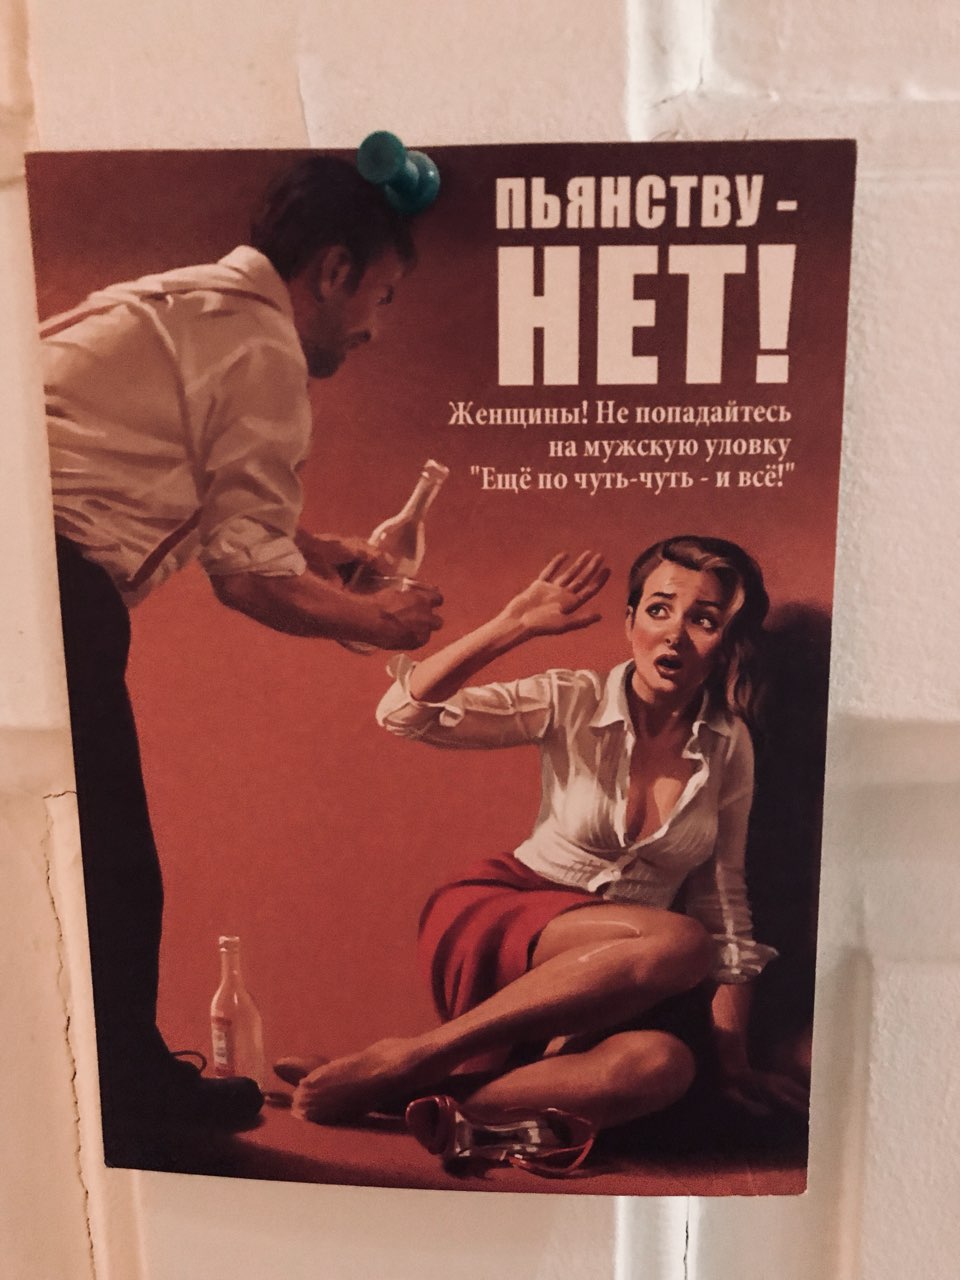 ПЬЯНСТВУ -
НЕТ!
Женщины! Не попадайтесь
на мужскую уловку
"Ещё по чуть-чуть - и всё!"